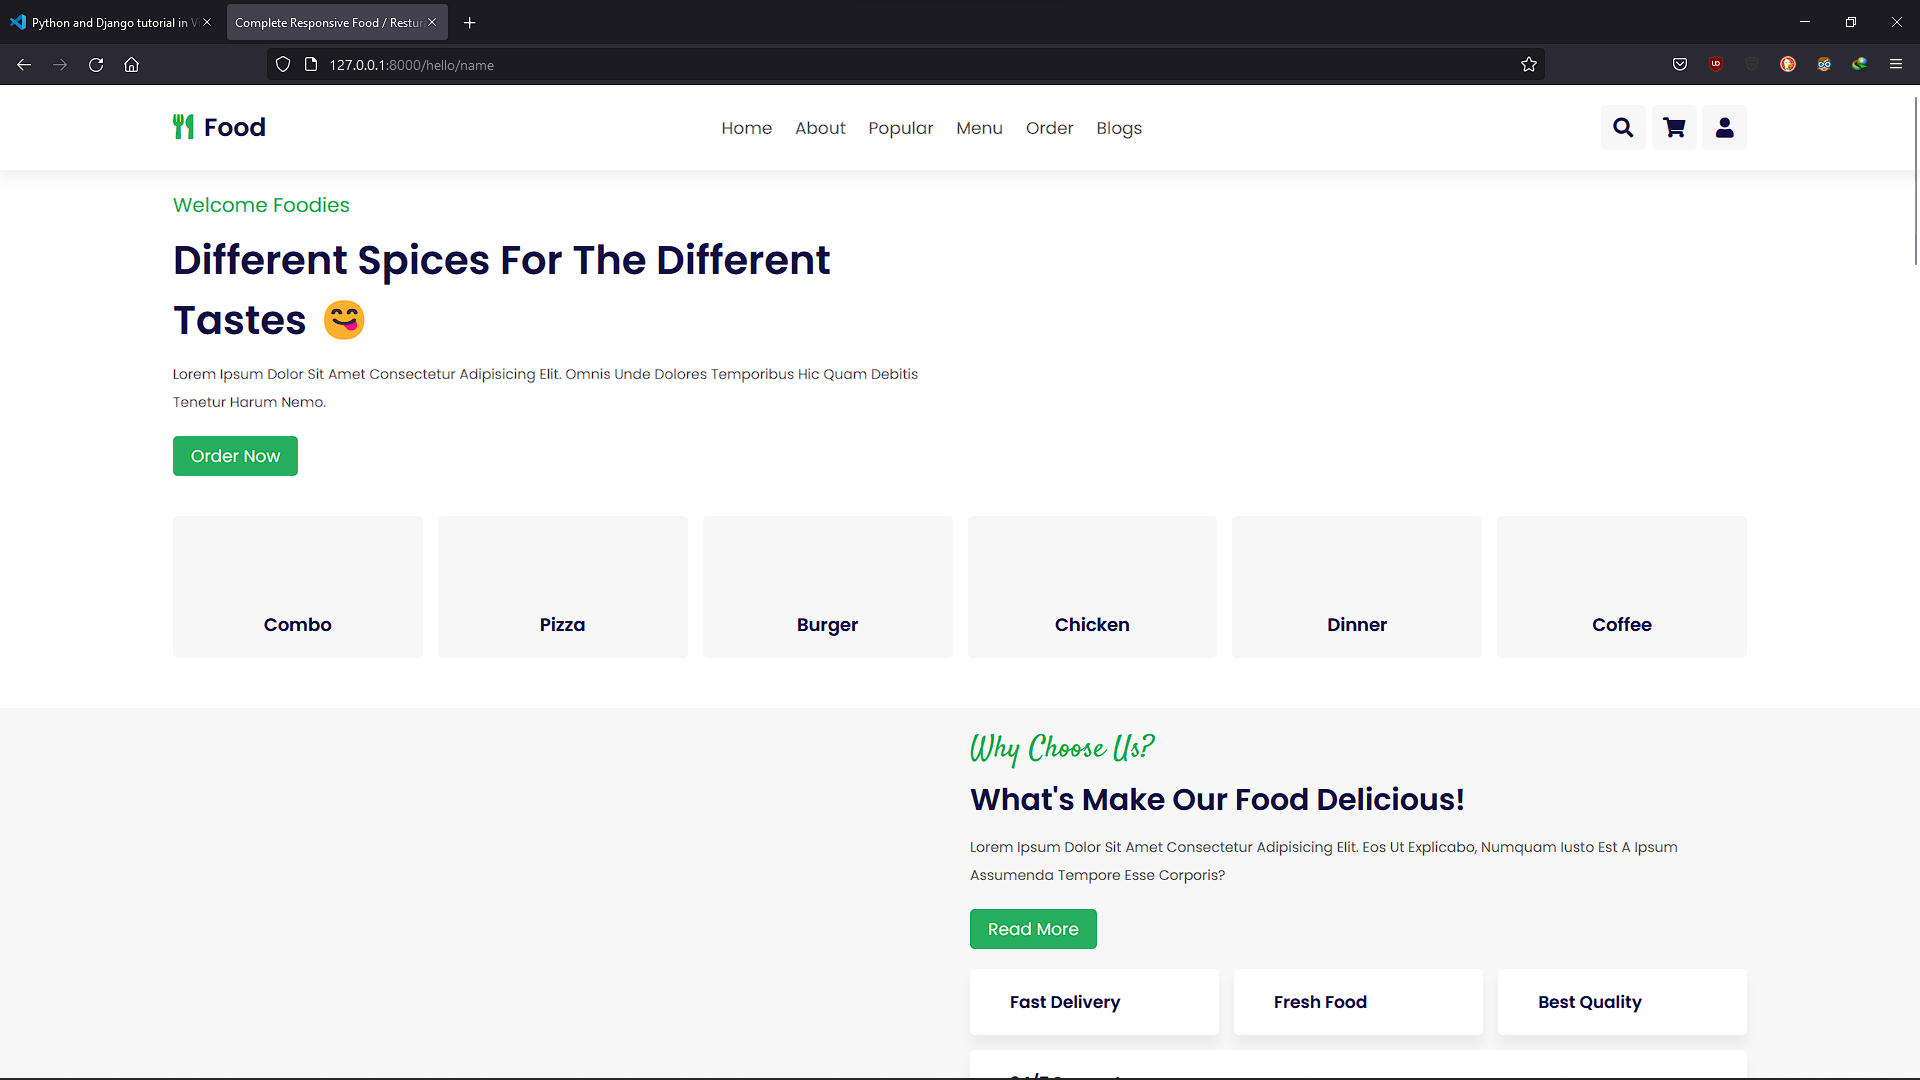 Python and Django tutorial in
Complete Responsive Food / Restur
127.0.0.1:8000/hello/name
Food
Home About Popular Menu Order Blogs
Welcome Foodies
Different Spices For The Different
Tastes 😋
Lorem Ipsum Dolor Sit Amet Consectetur Adipisicing Elit. Omnis Unde Dolores Temporibus Hic Quam Debitis
Tenetur Harum Nemo.
Order Now
Combo Pizza Burger Chicken Dinner Coffee
Why Choose Us?
What's Make Our Food Delicious!
Lorem Ipsum Dolor Sit Amet Consectetur Adipisicing Elit. Eos Ut Explicabo, Numquam Iusto Est A Ipsum
Assumenda Tempore Esse Corporis?
Read More
Fast Delivery Fresh Food Best Quality